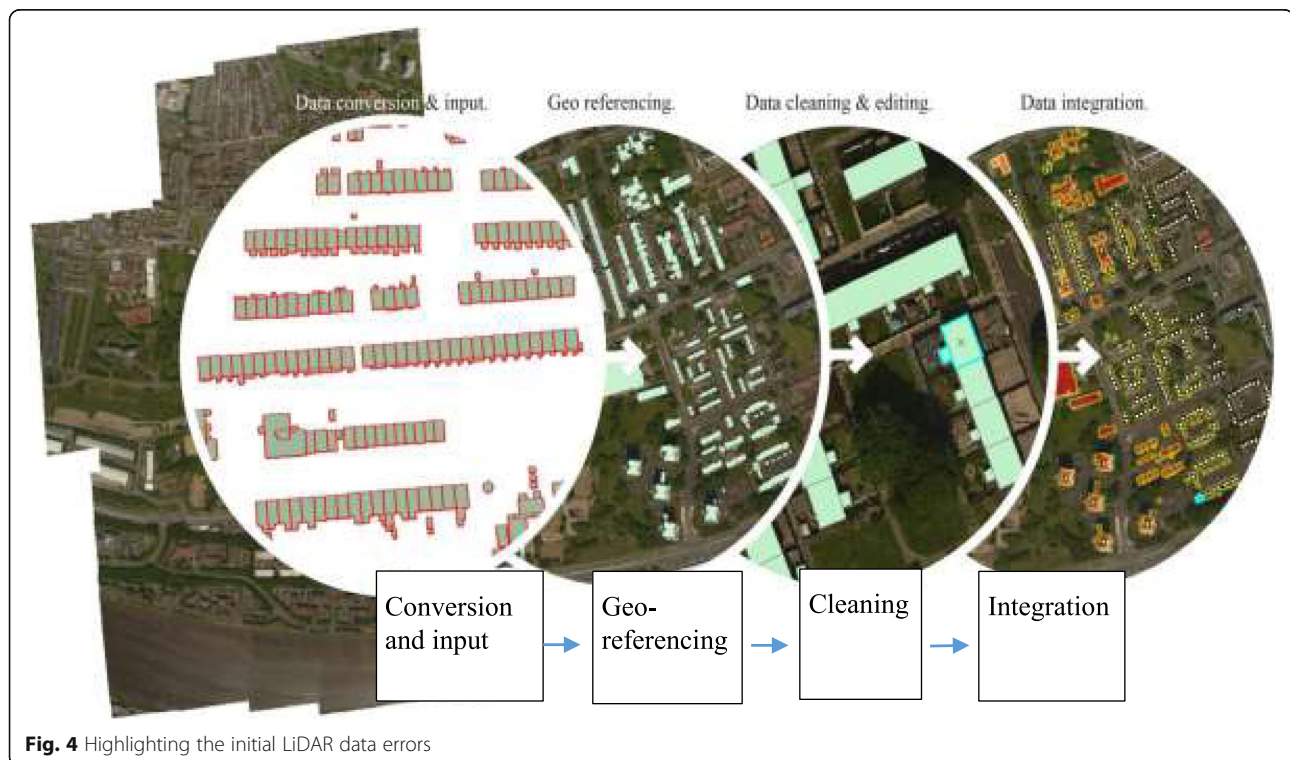 Data conversion & input.
Geo referencing.
Data cleaning & editing.
Data integration.
Conversion
and input
Geo-
referencing
Cleaning
Integration
Fig. 4 Highlighting the initial LiDAR data errors